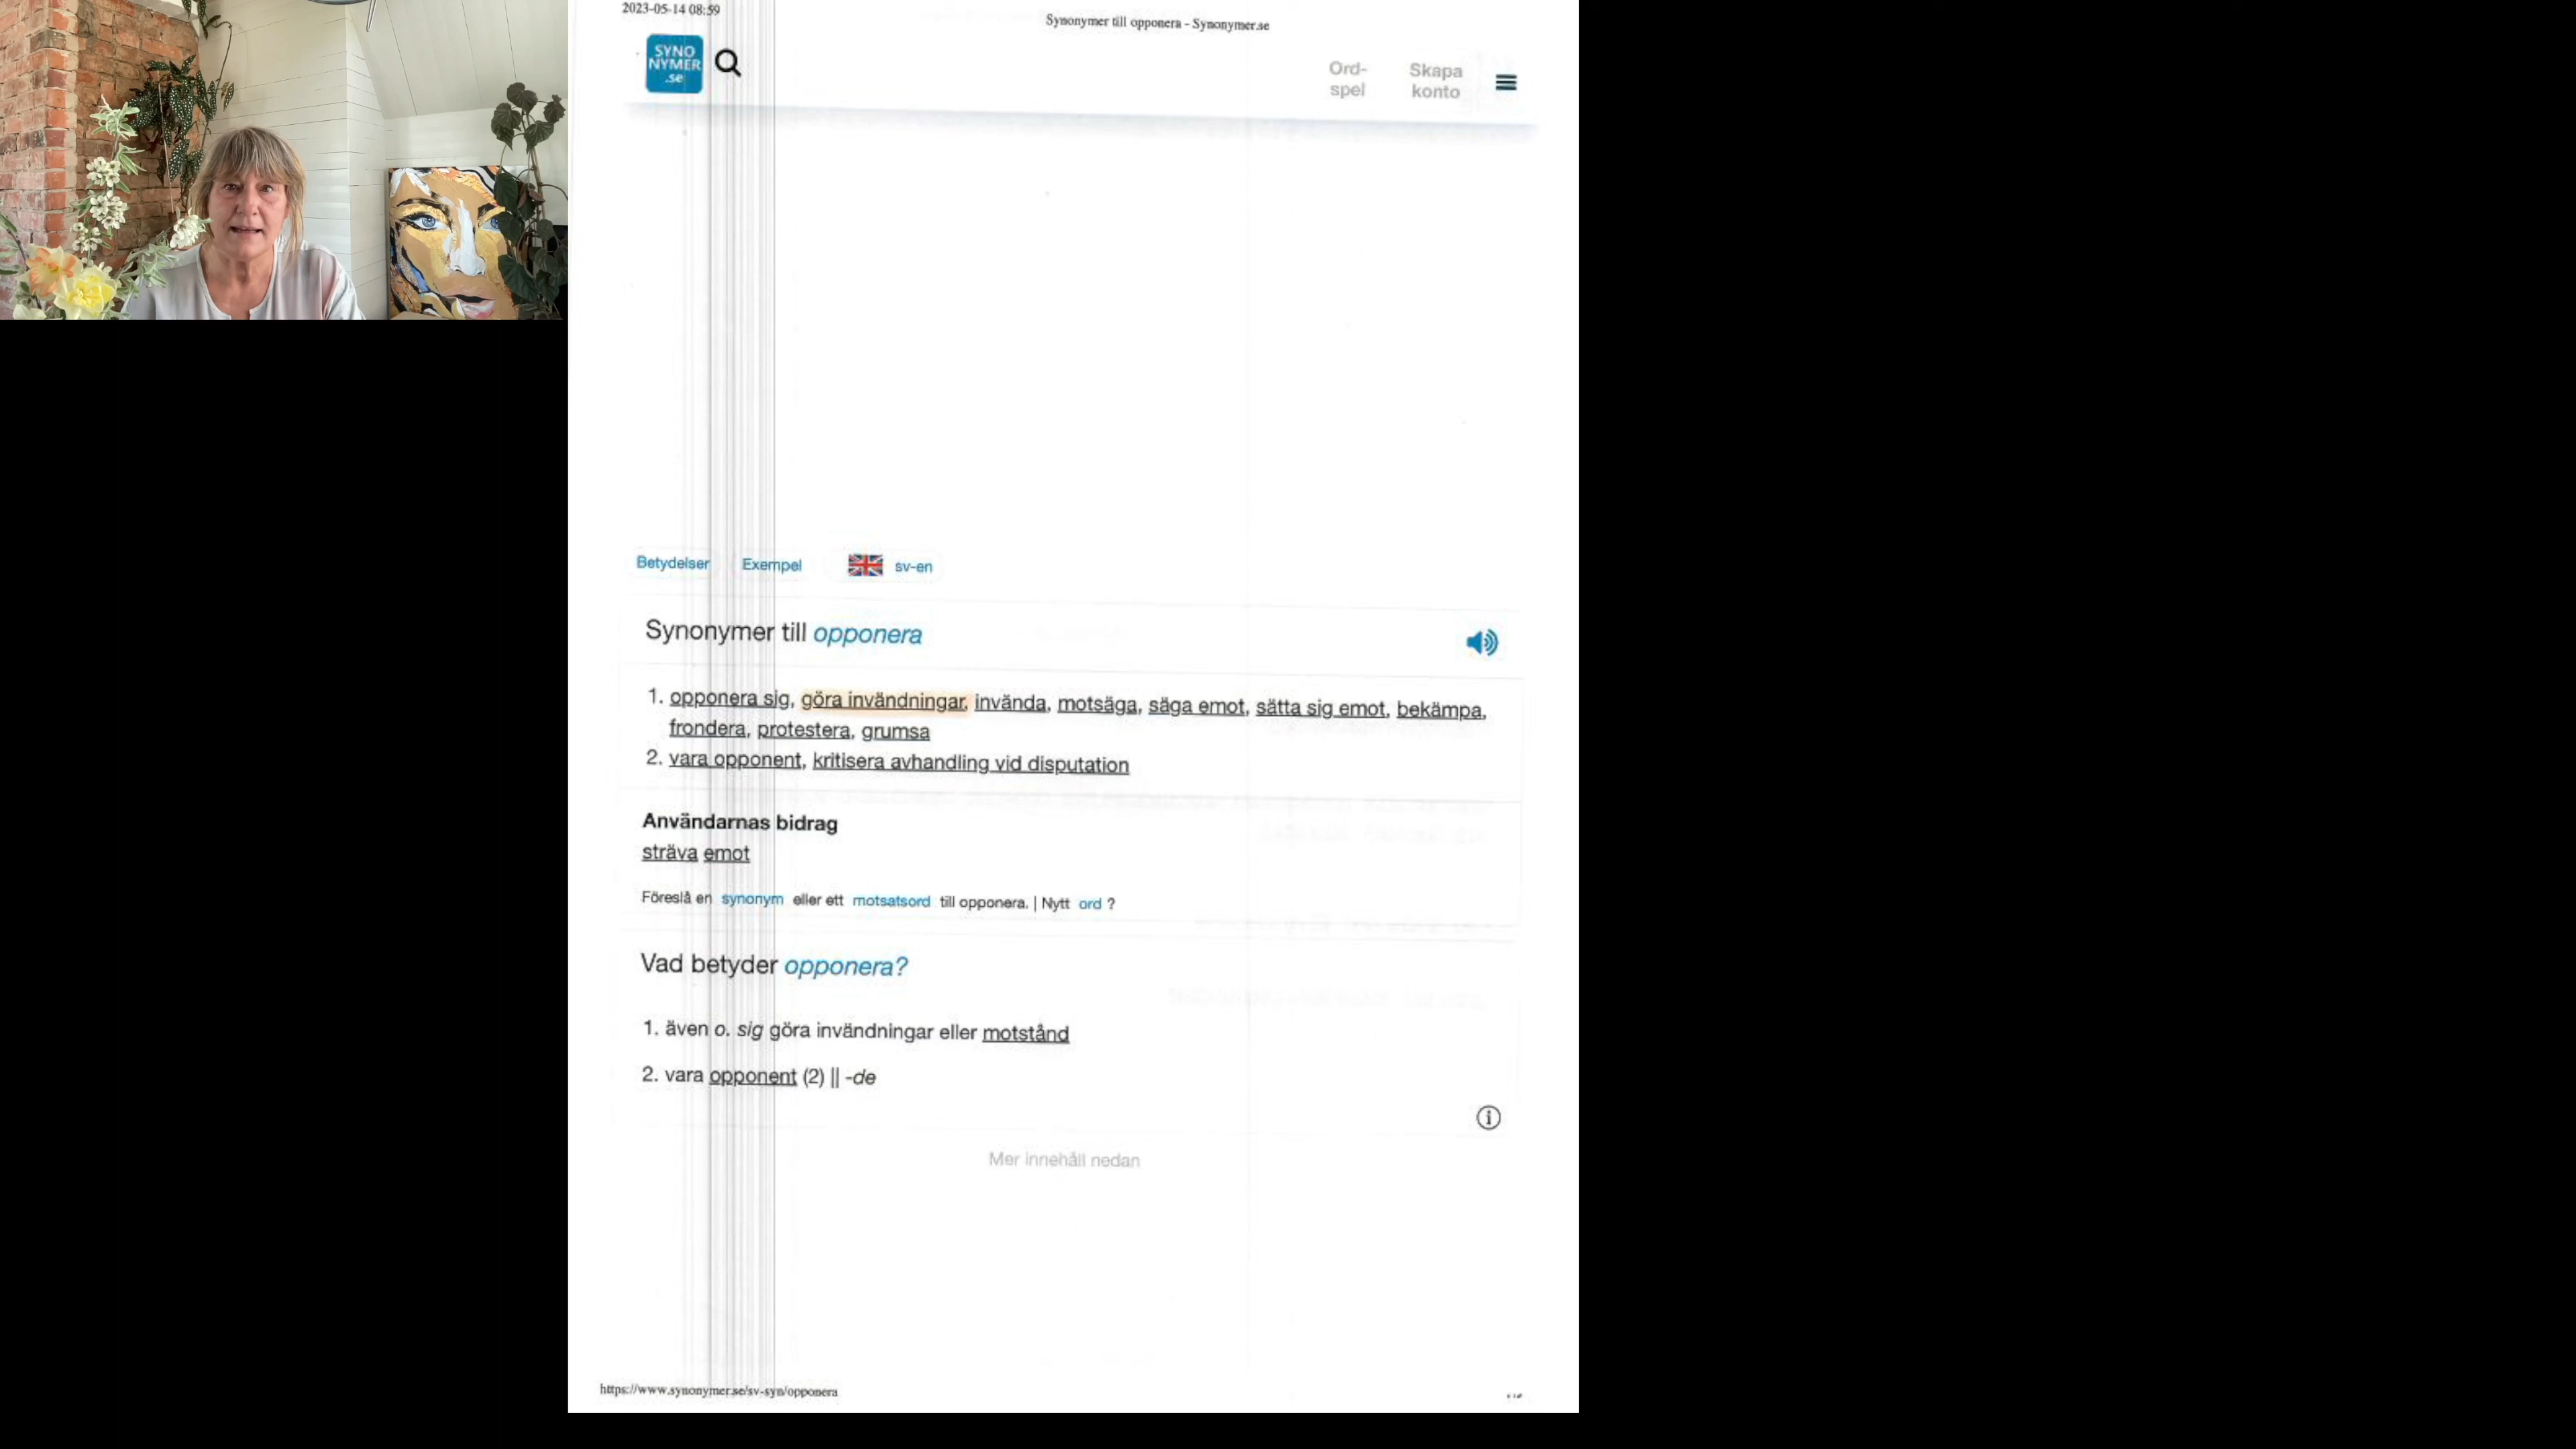 2023-05-14 08:59
Synonymer till opponera - Synonymer.se
SYNO
NYMER
.se
Ord-
spel
Skapa
konto
Betydelser Exempel sv-en
Synonymer till opponera
1. opponera sig, göra invändningar, invända, motsäga, säga emot, sätta sig emot, bekämpa,
frondera, protestera, grumsa
2. vara opponent, kritisera avhandling vid disputation
Användarnas bidrag
sträva emot
Föreslå en synonym eller ett motsatsord till opponera. | Nytt ord ?
Vad betyder opponera?
1. även o. sig göra invändningar eller motstånd
2. vara opponent (2) || -de
Mer innehåll nedan
https://www.synonymer.se/sv-syn/opponera